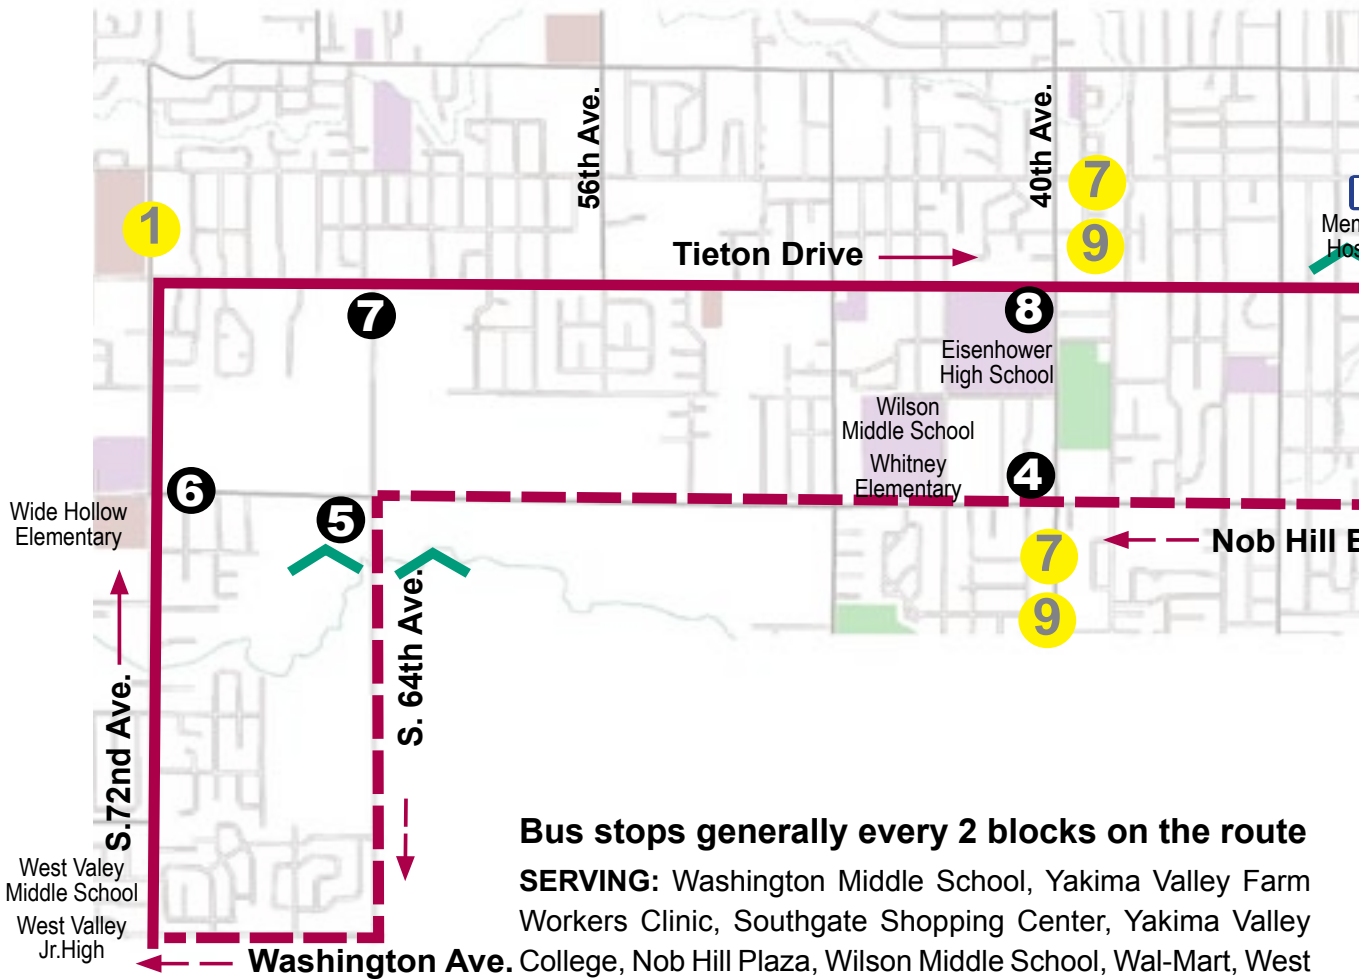 56th Ave.
40th Ave.
7
9
1
Tieton Drive
Hos
7
8
Eisenhower
High School
Wilson
Middle School
Whitney
Elementary
4
6
5
Wide Hollow
Elementary
Nob Hill
7
9
S. 64th Ave.
S.72nd Ave.
West Valey
Middle School
West Valley
Jr.High
Washington Ave.
Bus stops generally every 2 blocks on the route
SERVING: Washington Middle School, Yakima Valley Farm
Workers Clinic, Southgate Shopping Center, Yakima Valley
College, Nob Hill Plaza, Wilson Middle School, Wal-Mart, West